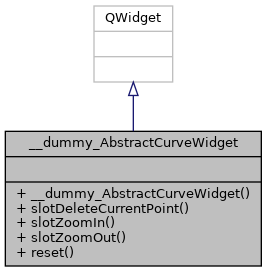 QWidget
__dummy_AbstractCurveWidget
+ __dummy_AbstractCurveWidget()
+ slotDeleteCurrentPoint()
+ slotZoomIn()
+ slotZoomOut()
+ reset()